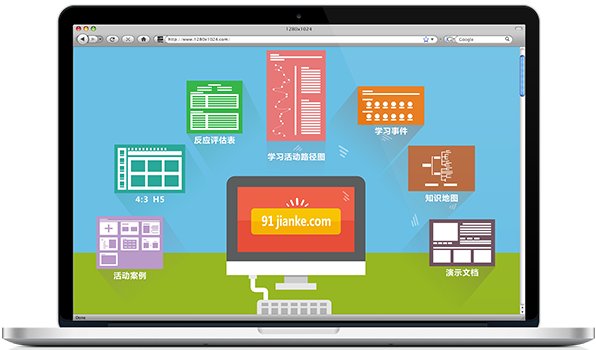 1280x1024
http://www.1280x1024.com
Google
学习活动路径图
反应评估表
学习事件
4:3 H5
知识地图
91jianke.com
活动案例
演示文档
Done